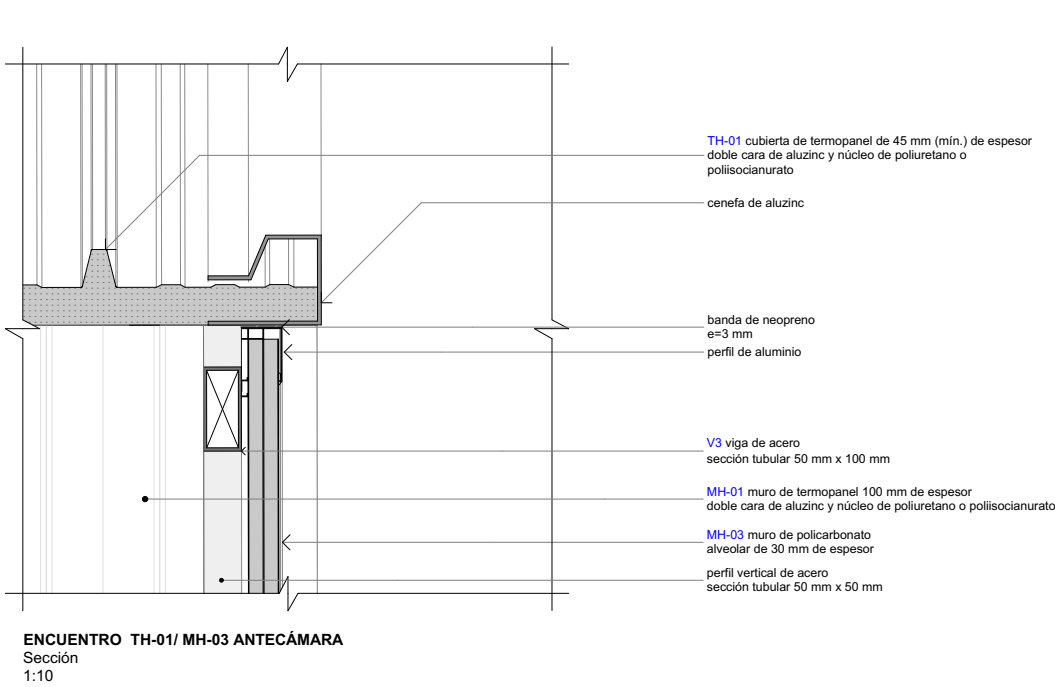 TH-01 cubierta de termopanel de 45 mm (mín.) de espesor
doble cara de aluzinc y núcleo de poliuretano o
poliisocianurato
cenefa de aluzinc
banda de neopreno
e=3 mm
perfil de aluminio
V3 viga de acero
sección tubular 50 mm x 100 mm
MH-01 muro de termopanel 100 mm de espesor
doble cara de aluzinc y núcleo de poliuretano o poliisocianurato
MH-03 muro de policarbonato
alveolar de 30 mm de espesor
perfil vertical de acero
sección tubular 50 mm x 50 mm
ENCUENTRO TH-01/ MH-03 ANTECÁMARA
Sección
1:10